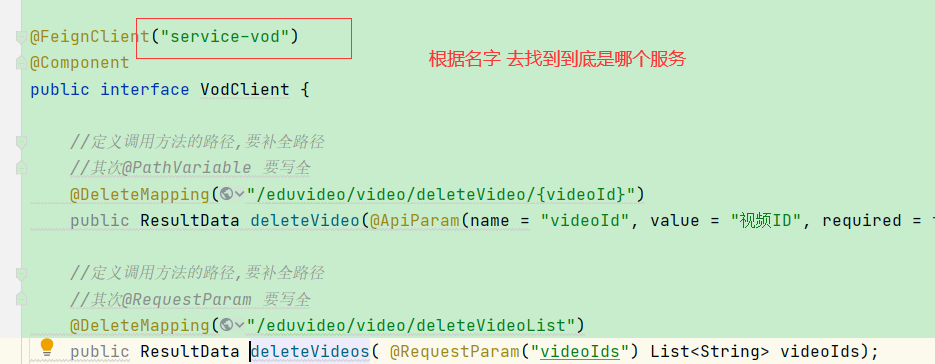 @FeignClient("service-vod")
根据名字 去找到到底是哪个服务
@Component
public interface VodClient {
//定义调用方法的路径,要补全路径
//其次@PathVariable 要写全
@DeleteMapping("/eduvideo/video/deleteVideo/{videoId}")
public ResultData deleteVideo(@ApiParam(name = "videoId", value = "视频ID", required =
//定义调用方法的路径,要补全路径
//其次@RequestParam 要写全
@DeleteMapping("/eduvideo/video/deleteVideoList")
public ResultData deleteVideos( @RequestParam("videoIds") List<String> videoIds);